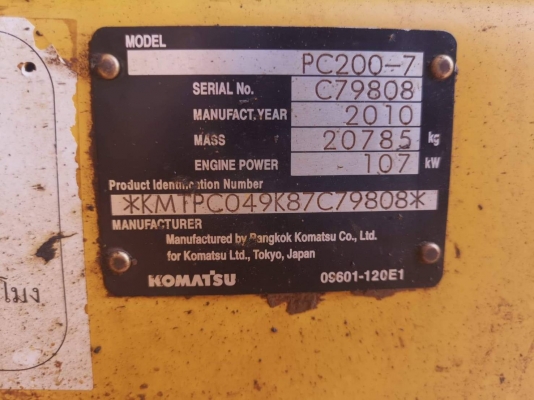 MODEL
PC200-7
SERIAL No. C79808
MANUFACT.YEAR 2010
MASS 20785 kg
ENGINE POWER 107 kW
Product Identification Number
*KMTPC049K87C79808*
MANUFACTURER
Manufactured by Bangkok Komatsu Co., Ltd.
for Komatsu Ltd., Tokyo, Japan
KOMATSU 09601-120E1
โมง